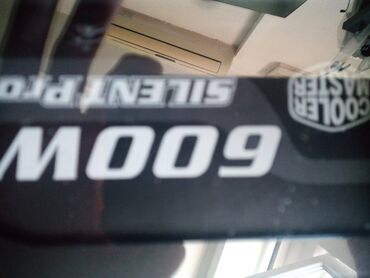 600W
SILENT Pro
COOLER
MASTER